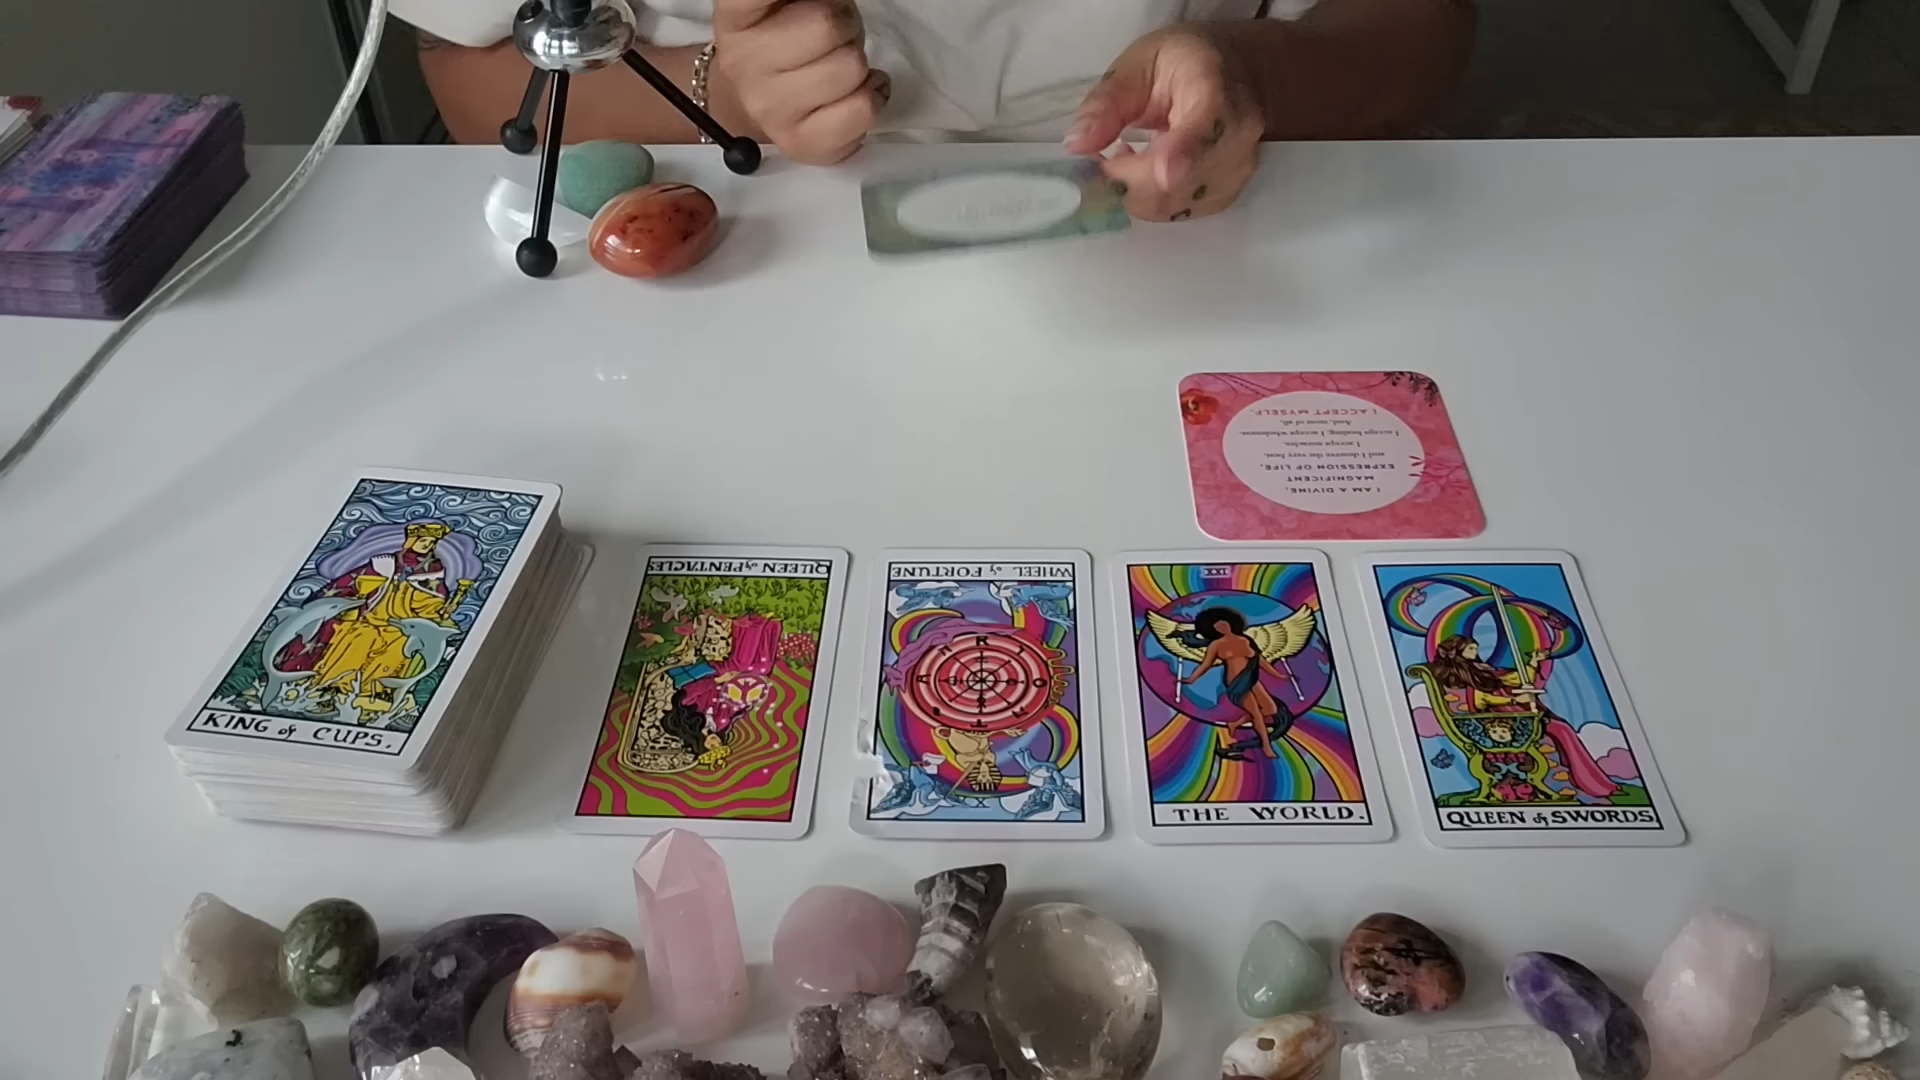 I AM A DIVINE,
MAGNIFICENT
EXPRESSION OF LIFE,
and I deserve the very best.
I accept miracles.
I accept healing. I accept wholeness.
And, most of all,
I ACCEPT MYSELF.
KING of CUPS.
QUEEN of PENTACLES
WHEEL of FORTUNE
X
XXI
THE WORLD.
QUEEN of SWORDS